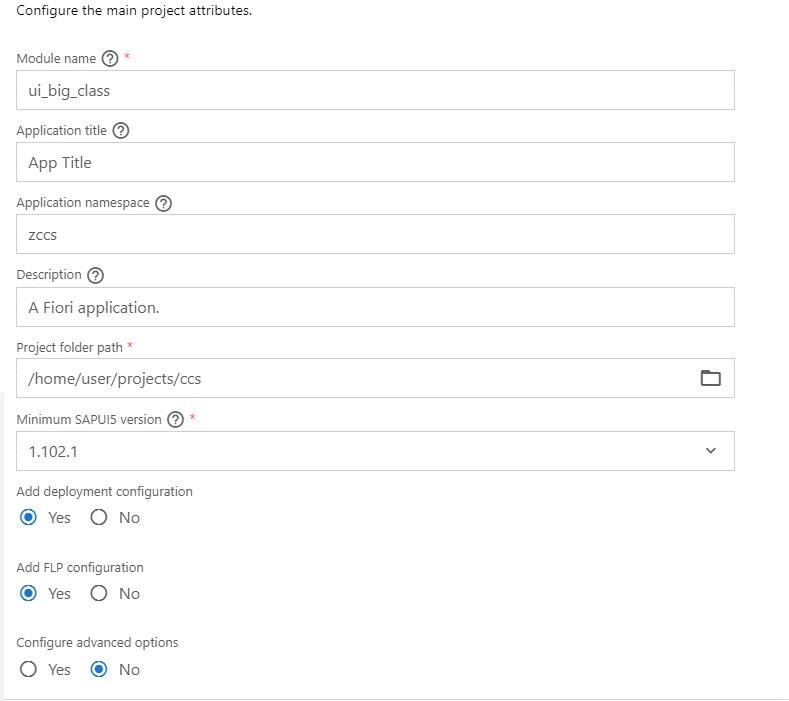 Configure the main project attributes.
Module name ? *
ui_big_class
Application title ?
App Title
Application namespace ?
zccs
Description ?
A Fiori application.
Project folder path *
/home/user/projects/ccs
Minimum SAPUI5 version ? *
1.102.1
Add deployment configuration
Yes No
Add FLP configuration
Yes No
Configure advanced options
Yes No